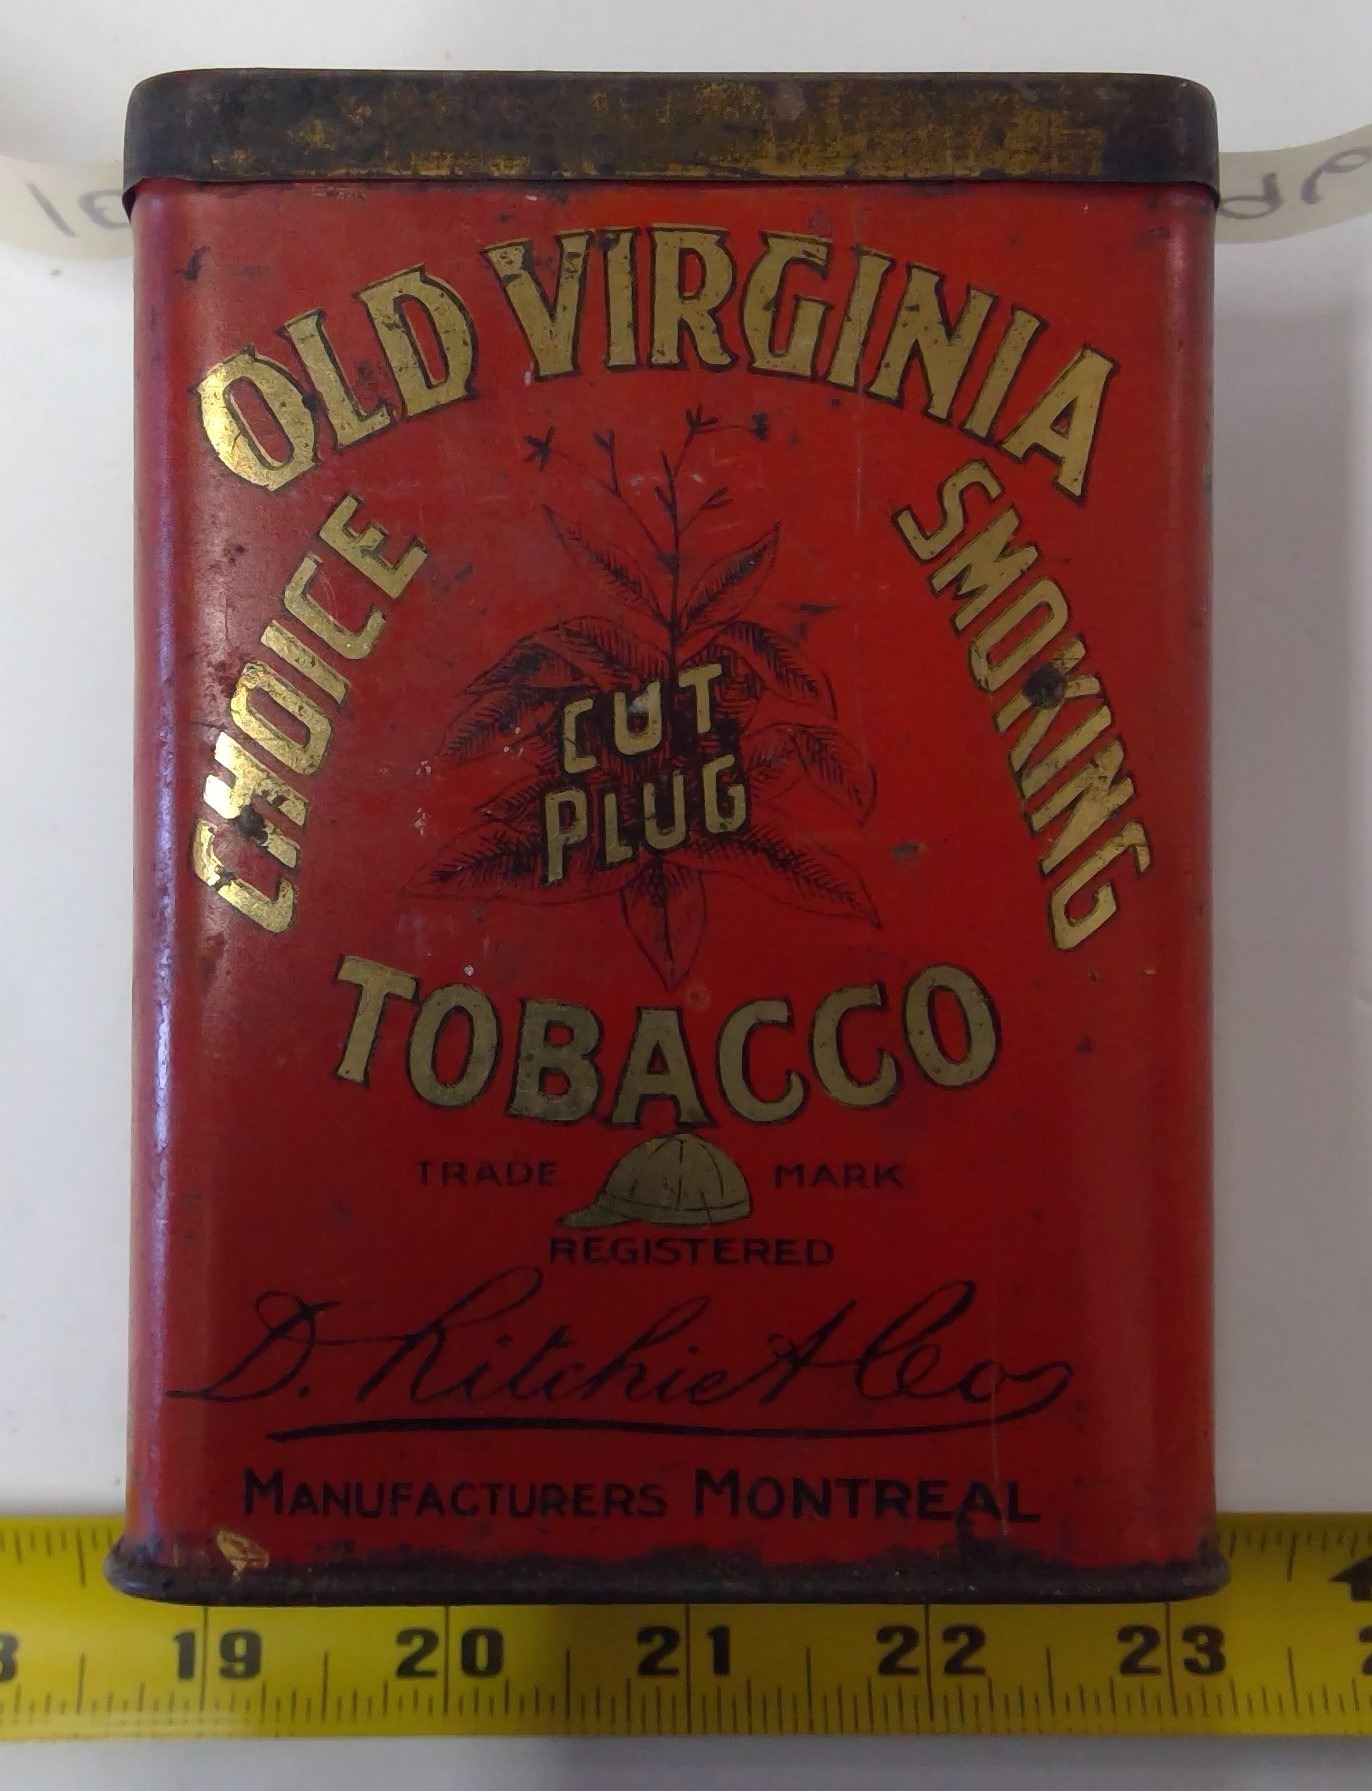 OLD VIRGINIA
CHOICE
SMOKING
CUT
PLUG
TOBACCO
TRADE MARK
REGISTERED
D. Ritchie & Co
MANUFACTURERS MONTREAL
19 20 21 22 23